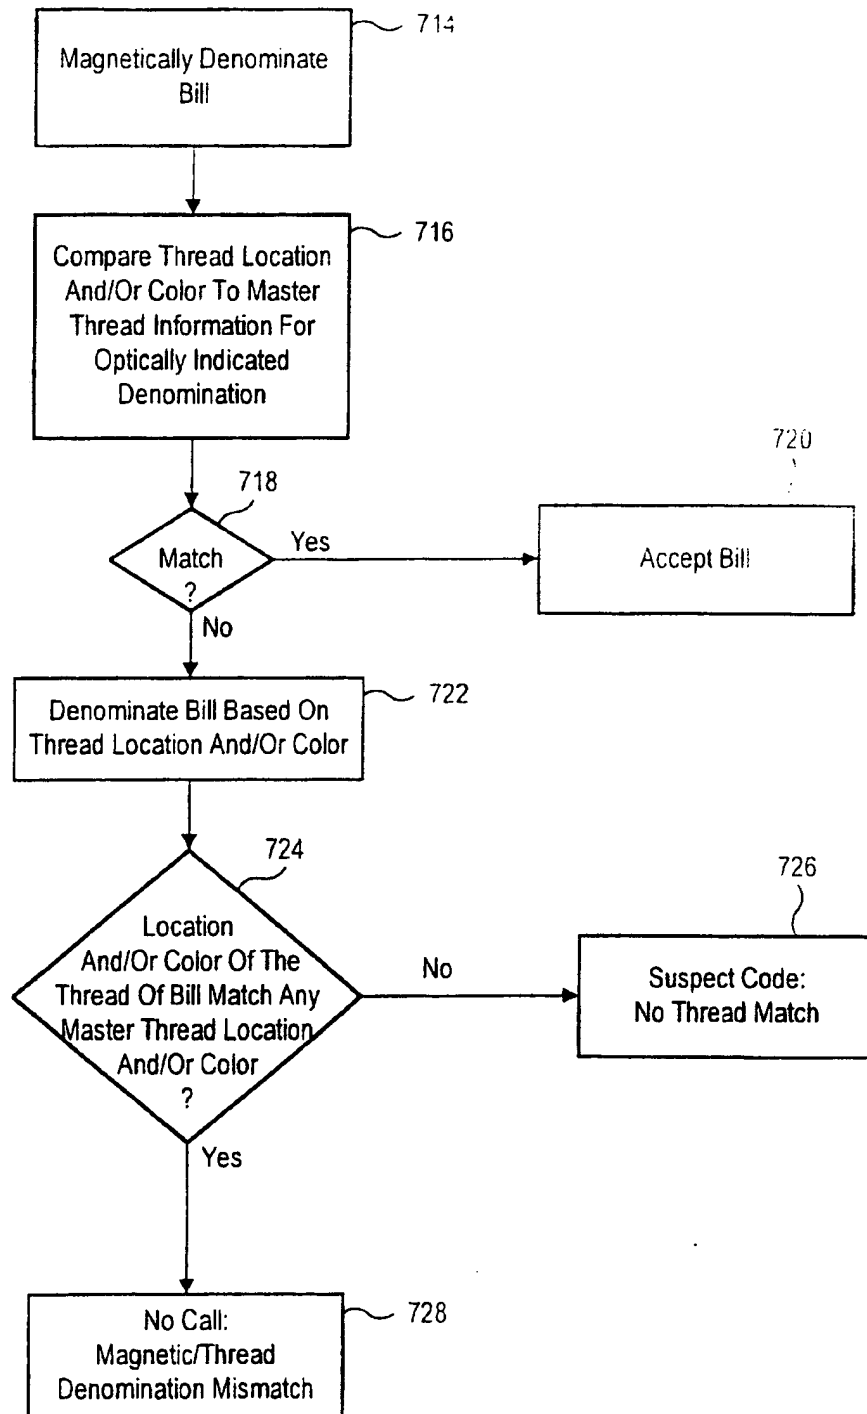 714
Magnetically Denominate
Bill
716
Compare Thread Location
And/Or Color To Master
Thread Information For
Optically Indicated
Denomination
718
Match
?
Yes
720
Accept Bill
No
722
Denominate Bill Based On
Thread Location And/Or Color
724
Location
And/Or Color Of The
Thread Of Bill Match Any
Master Thread Location
And/Or Color
?
No
726
Suspect Code:
No Thread Match
Yes
728
No Call:
Magnetic/Thread
Denomination Mismatch